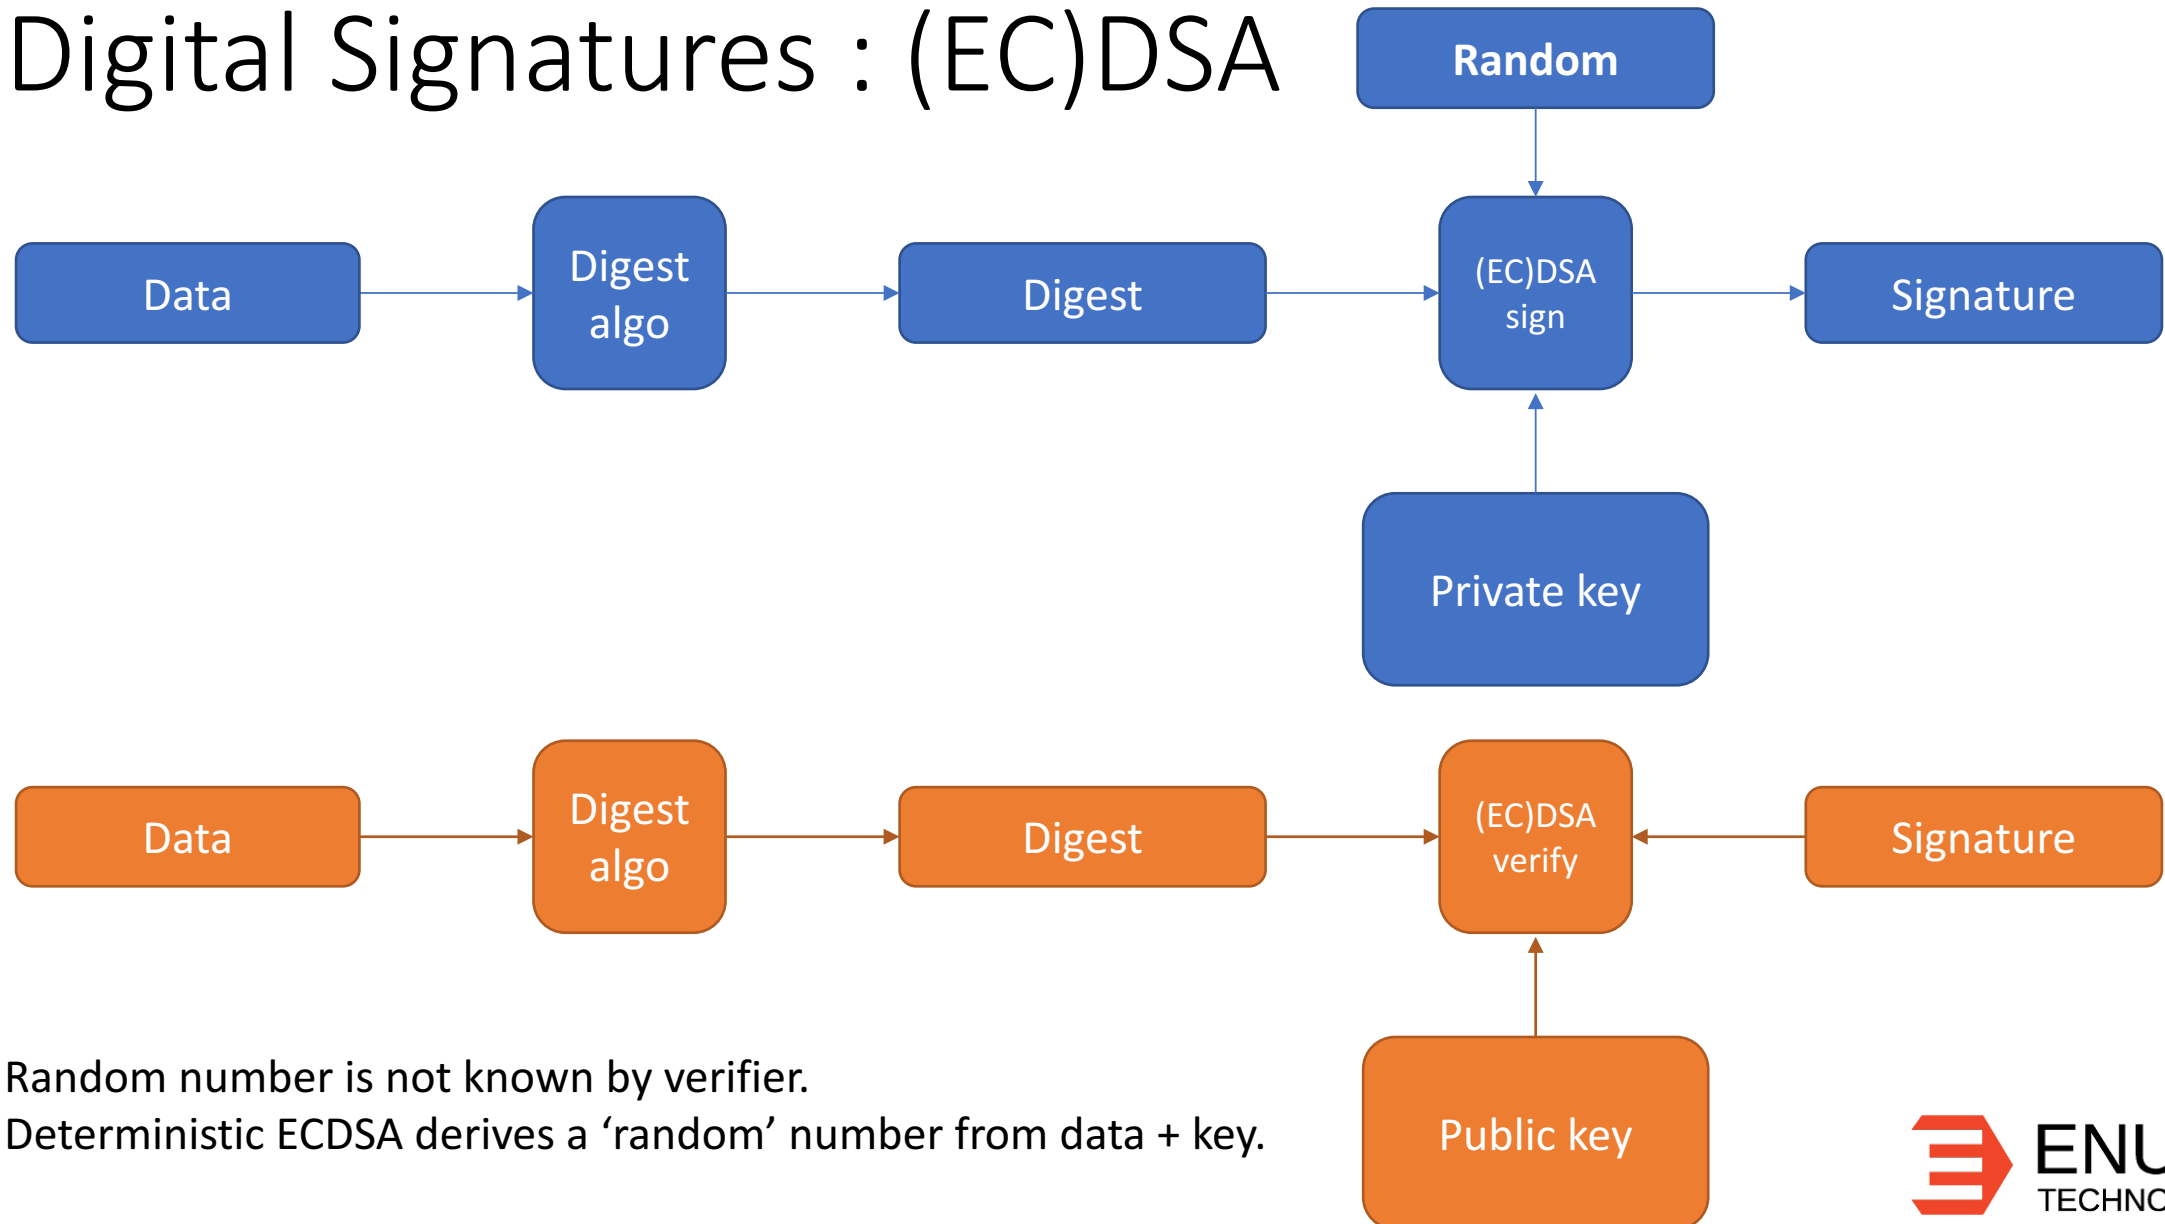 Digital Signatures : (EC)DSA
Random
Data
Digest
algo
Digest
(EC)DSA
sign
Signature
Private key
Data
Digest
algo
Digest
(EC)DSA
verify
Signature
Public key
Random number is not known by verifier.
Deterministic ECDSA derives a ‘random’ number from data + key.